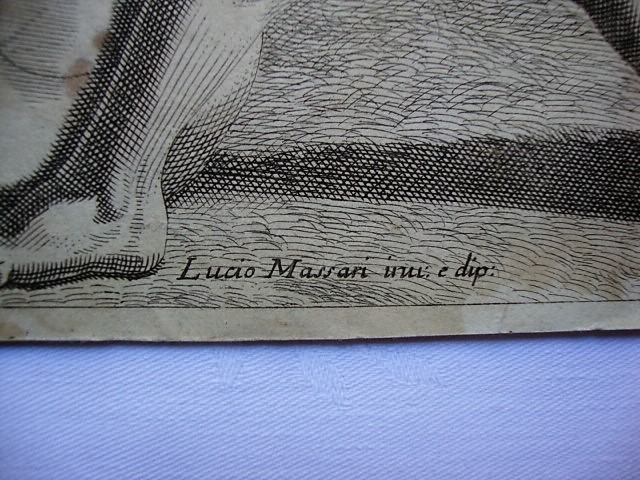 Lucio Massari inu: e dip: